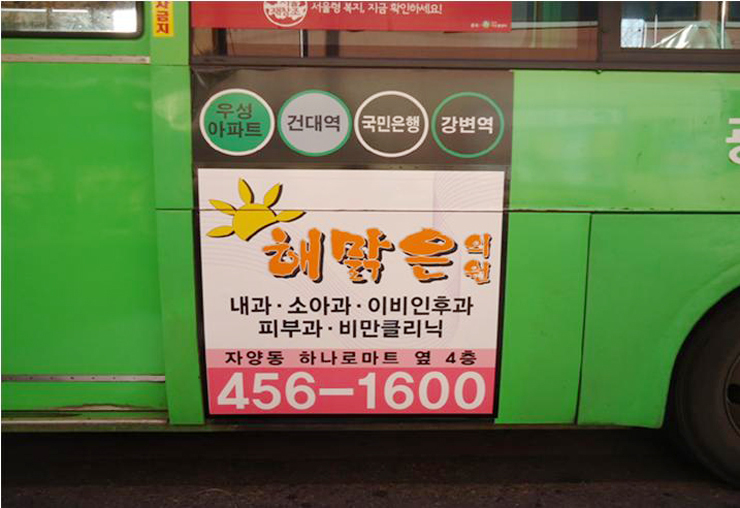 서울형 복지, 지금 확인하세요!
사금지
우성 아파트
건대역
국민은행
강변역
해맑은의원
내과·소아과·이비인후과
피부과·비만클리닉
자양동 하나로마트 옆 4층
456-1600